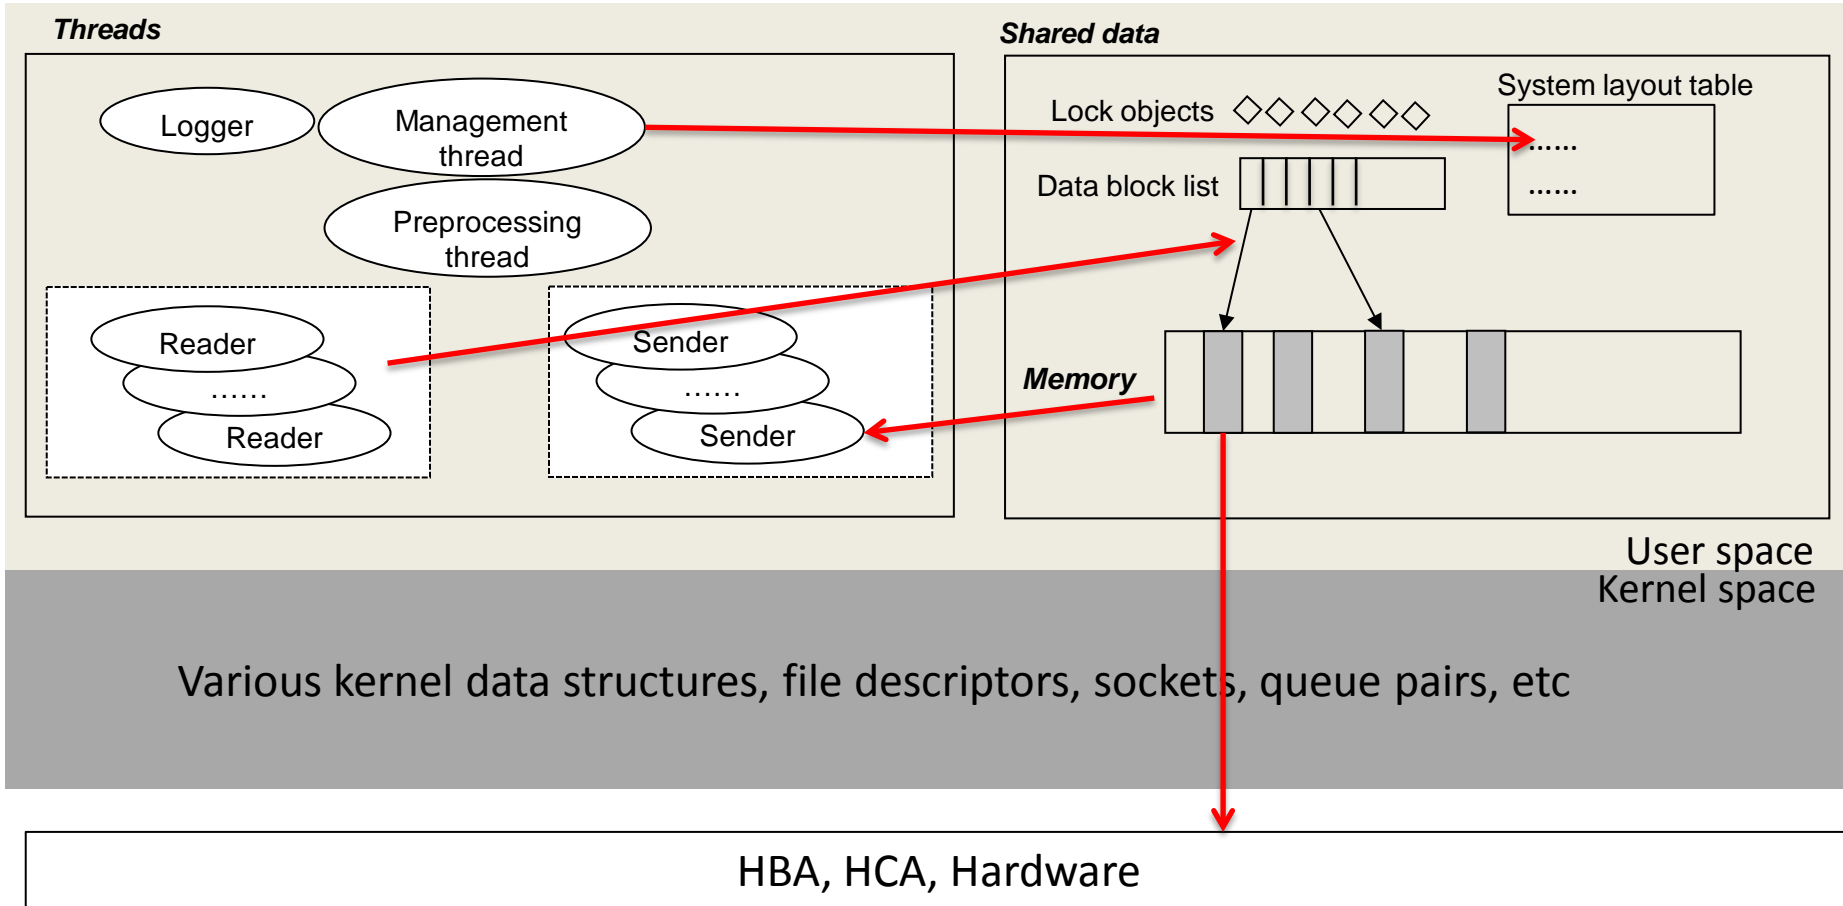 Threads
Shared data
Logger
Management
thread
Preprocessing
thread
Reader
......
Reader
Sender
......
Sender
Lock objects
System layout table
......
......
Data block list
Memory
User space
Kernel space
Various kernel data structures, file descriptors, sockets, queue pairs, etc
HBA, HCA, Hardware